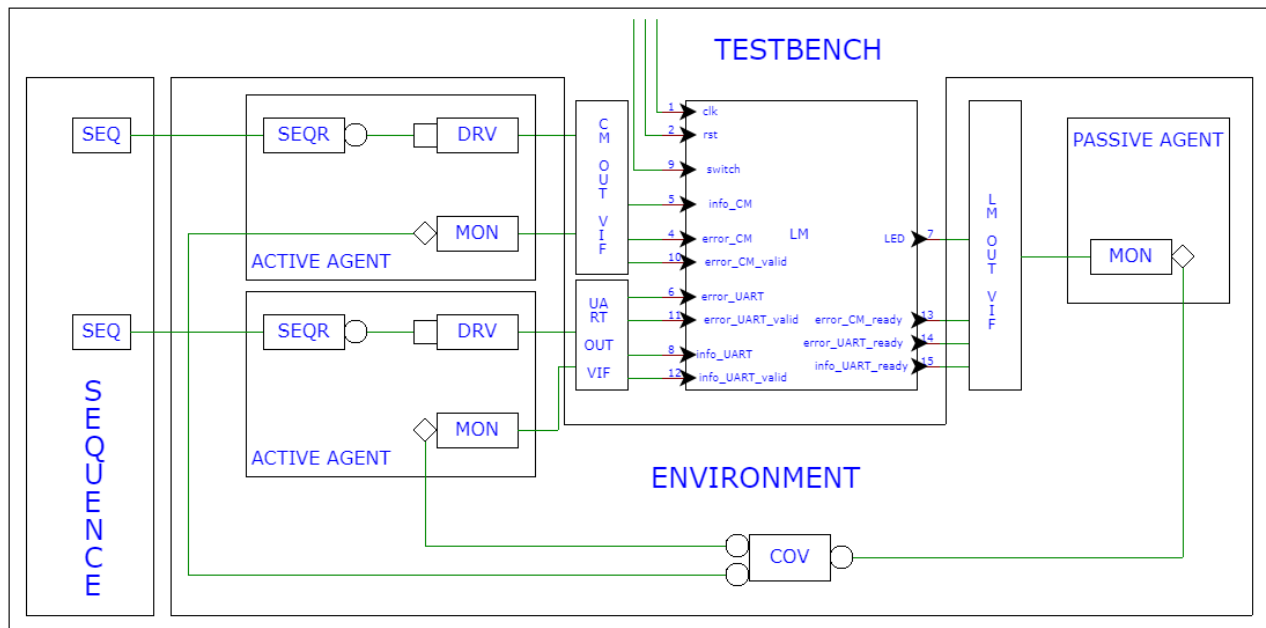 TESTBENCH
SEQ
SEQR
DRV
MON
ACTIVE AGENT
SEQ
SEQR
DRV
MON
ACTIVE AGENT
SEQUENCE
CM OUT VIF
UA
RT
OUT
VIF
1 clk
2 rst
9 switch
5 info_CM
4 error_CM
10 error_CM_valid
6 error_UART
11 error_UART_valid
8 info_UART
12 info_UART_valid
LM
LED 7
error_CM_ready 13
error_UART_ready 14
info_UART_ready 15
LM OUT VIF
PASSIVE AGENT
MON
ENVIRONMENT
COV